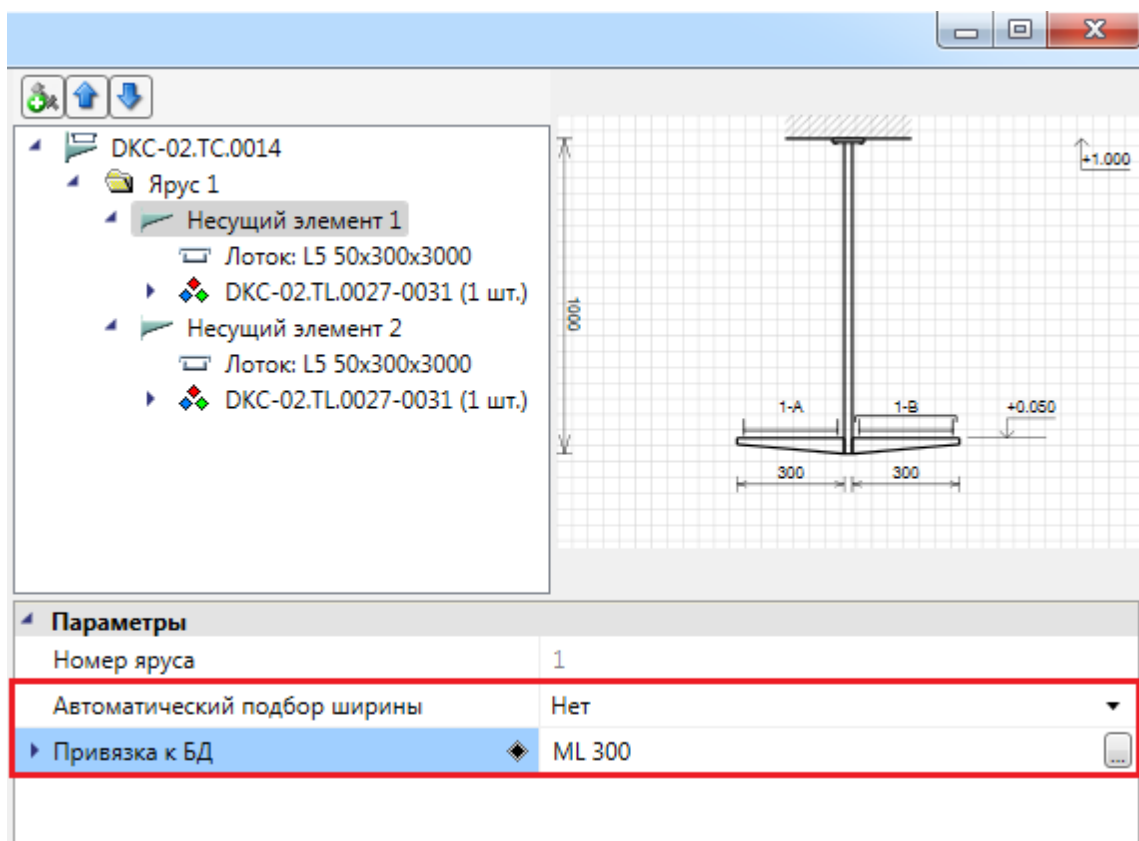 DKC-02.TC.0014
Ярус 1
Несущий элемент 1
Лоток: L5 50x300x3000
DKC-02.TL.0027-0031 (1 шт.)
Несущий элемент 2
Лоток: L5 50x300x3000
DKC-02.TL.0027-0031 (1 шт.)
+1.000
1000
1-A 1-B +0.050
300 300
Параметры
Номер яруса 1
Автоматический подбор ширины Нет
Привязка к БД ML 300 ...